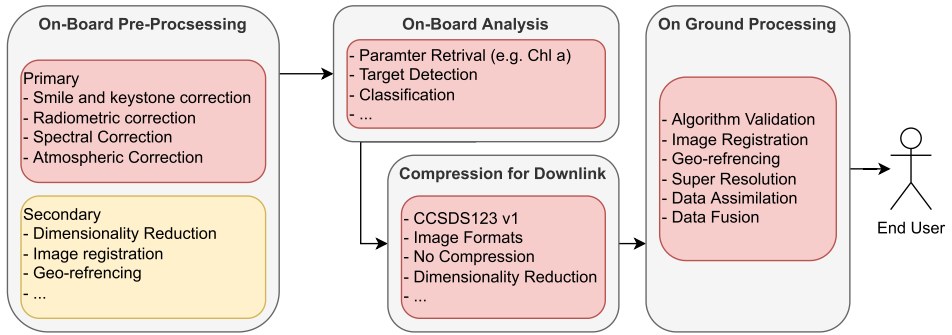 On-Board Pre-Procsessing
Primary
- Smile and keystone correction
- Radiometric correction
- Spectral Correction
- Atmospheric Correction
Secondary
- Dimensionality Reduction
- Image registration
- Geo-refrencing
- ...
On-Board Analysis
- Paramter Retrival (e.g. Chl a)
- Target Detection
- Classification
- ...
Compression for Downlink
- CCSDS123 v1
- Image Formats
- No Compression
- Dimensionality Reduction
- ...
On Ground Processing
- Algorithm Validation
- Image Registration
- Geo-refrencing
- Super Resolution
- Data Assimilation
- Data Fusion
End User